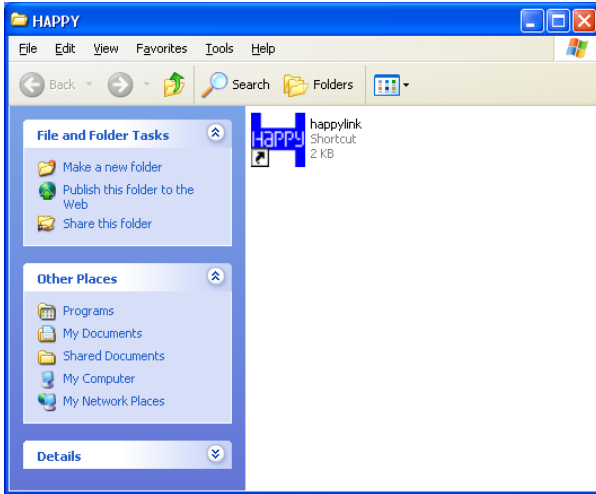 HAPPY
File Edit View Favorites Tools Help
Back Search Folders
File and Folder Tasks
Make a new folder
Publish this folder to the
Web
Share this folder
Other Places
Programs
My Documents
Shared Documents
My Computer
My Network Places
Details
HAPPY
happylink
Shortcut
2 KB